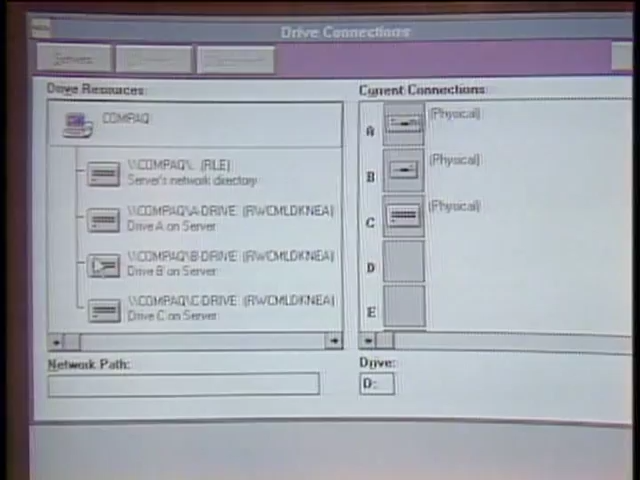 Drive Connections
Servers
Drive Resources:
Current Connections:
COMPAQ
\\COMPAQ\. (RLE)
Server's network directory
\\COMPAQ\A-DRIVE (RWCMLDKNEA)
Drive A on Server
\\COMPAQ\B-DRIVE (RWCMLDKNEA)
Drive B on Server
\\COMPAQ\C-DRIVE (RWCMLDKNEA)
Drive C on Server
A (Physical)
B (Physical)
C (Physical)
D
E
Network Path:
Drive:
D: